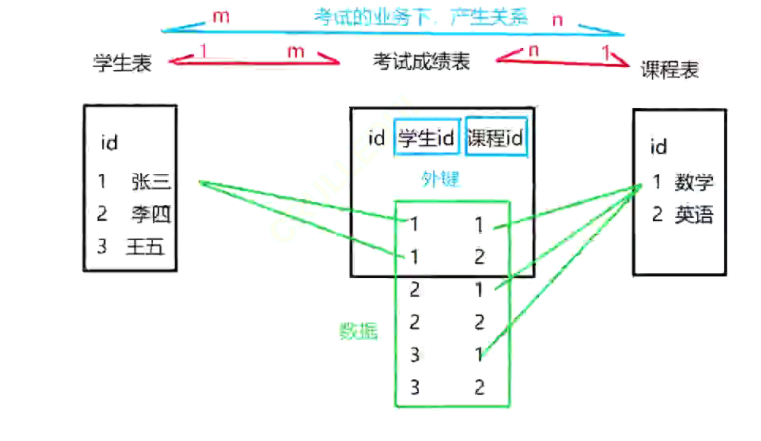 m 考试的业务下，产生关系 n
1 m n 1
学生表 考试成绩表 课程表
id
1 张三
2 李四
3 王五
id 学生id 课程id
外键
1 1
1 2
2 1
2 2
3 1
3 2
数据
id
1 数学
2 英语